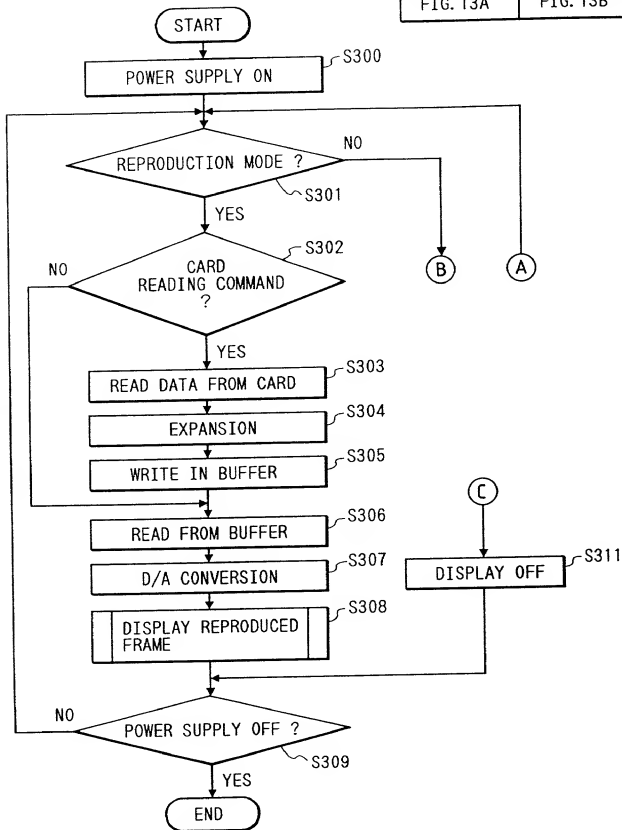 FIG. 13A FIG. 13B
START
POWER SUPPLY ON
S300
REPRODUCTION MODE ?
NO
S301
YES
S302
NO
CARD
READING COMMAND
?
B
A
YES
READ DATA FROM CARD
S303
EXPANSION
S304
WRITE IN BUFFER
S305
C
READ FROM BUFFER
S306
D/A CONVERSION
S307
DISPLAY OFF
S311
DISPLAY REPRODUCED
FRAME
S308
NO
POWER SUPPLY OFF ?
S309
YES
END